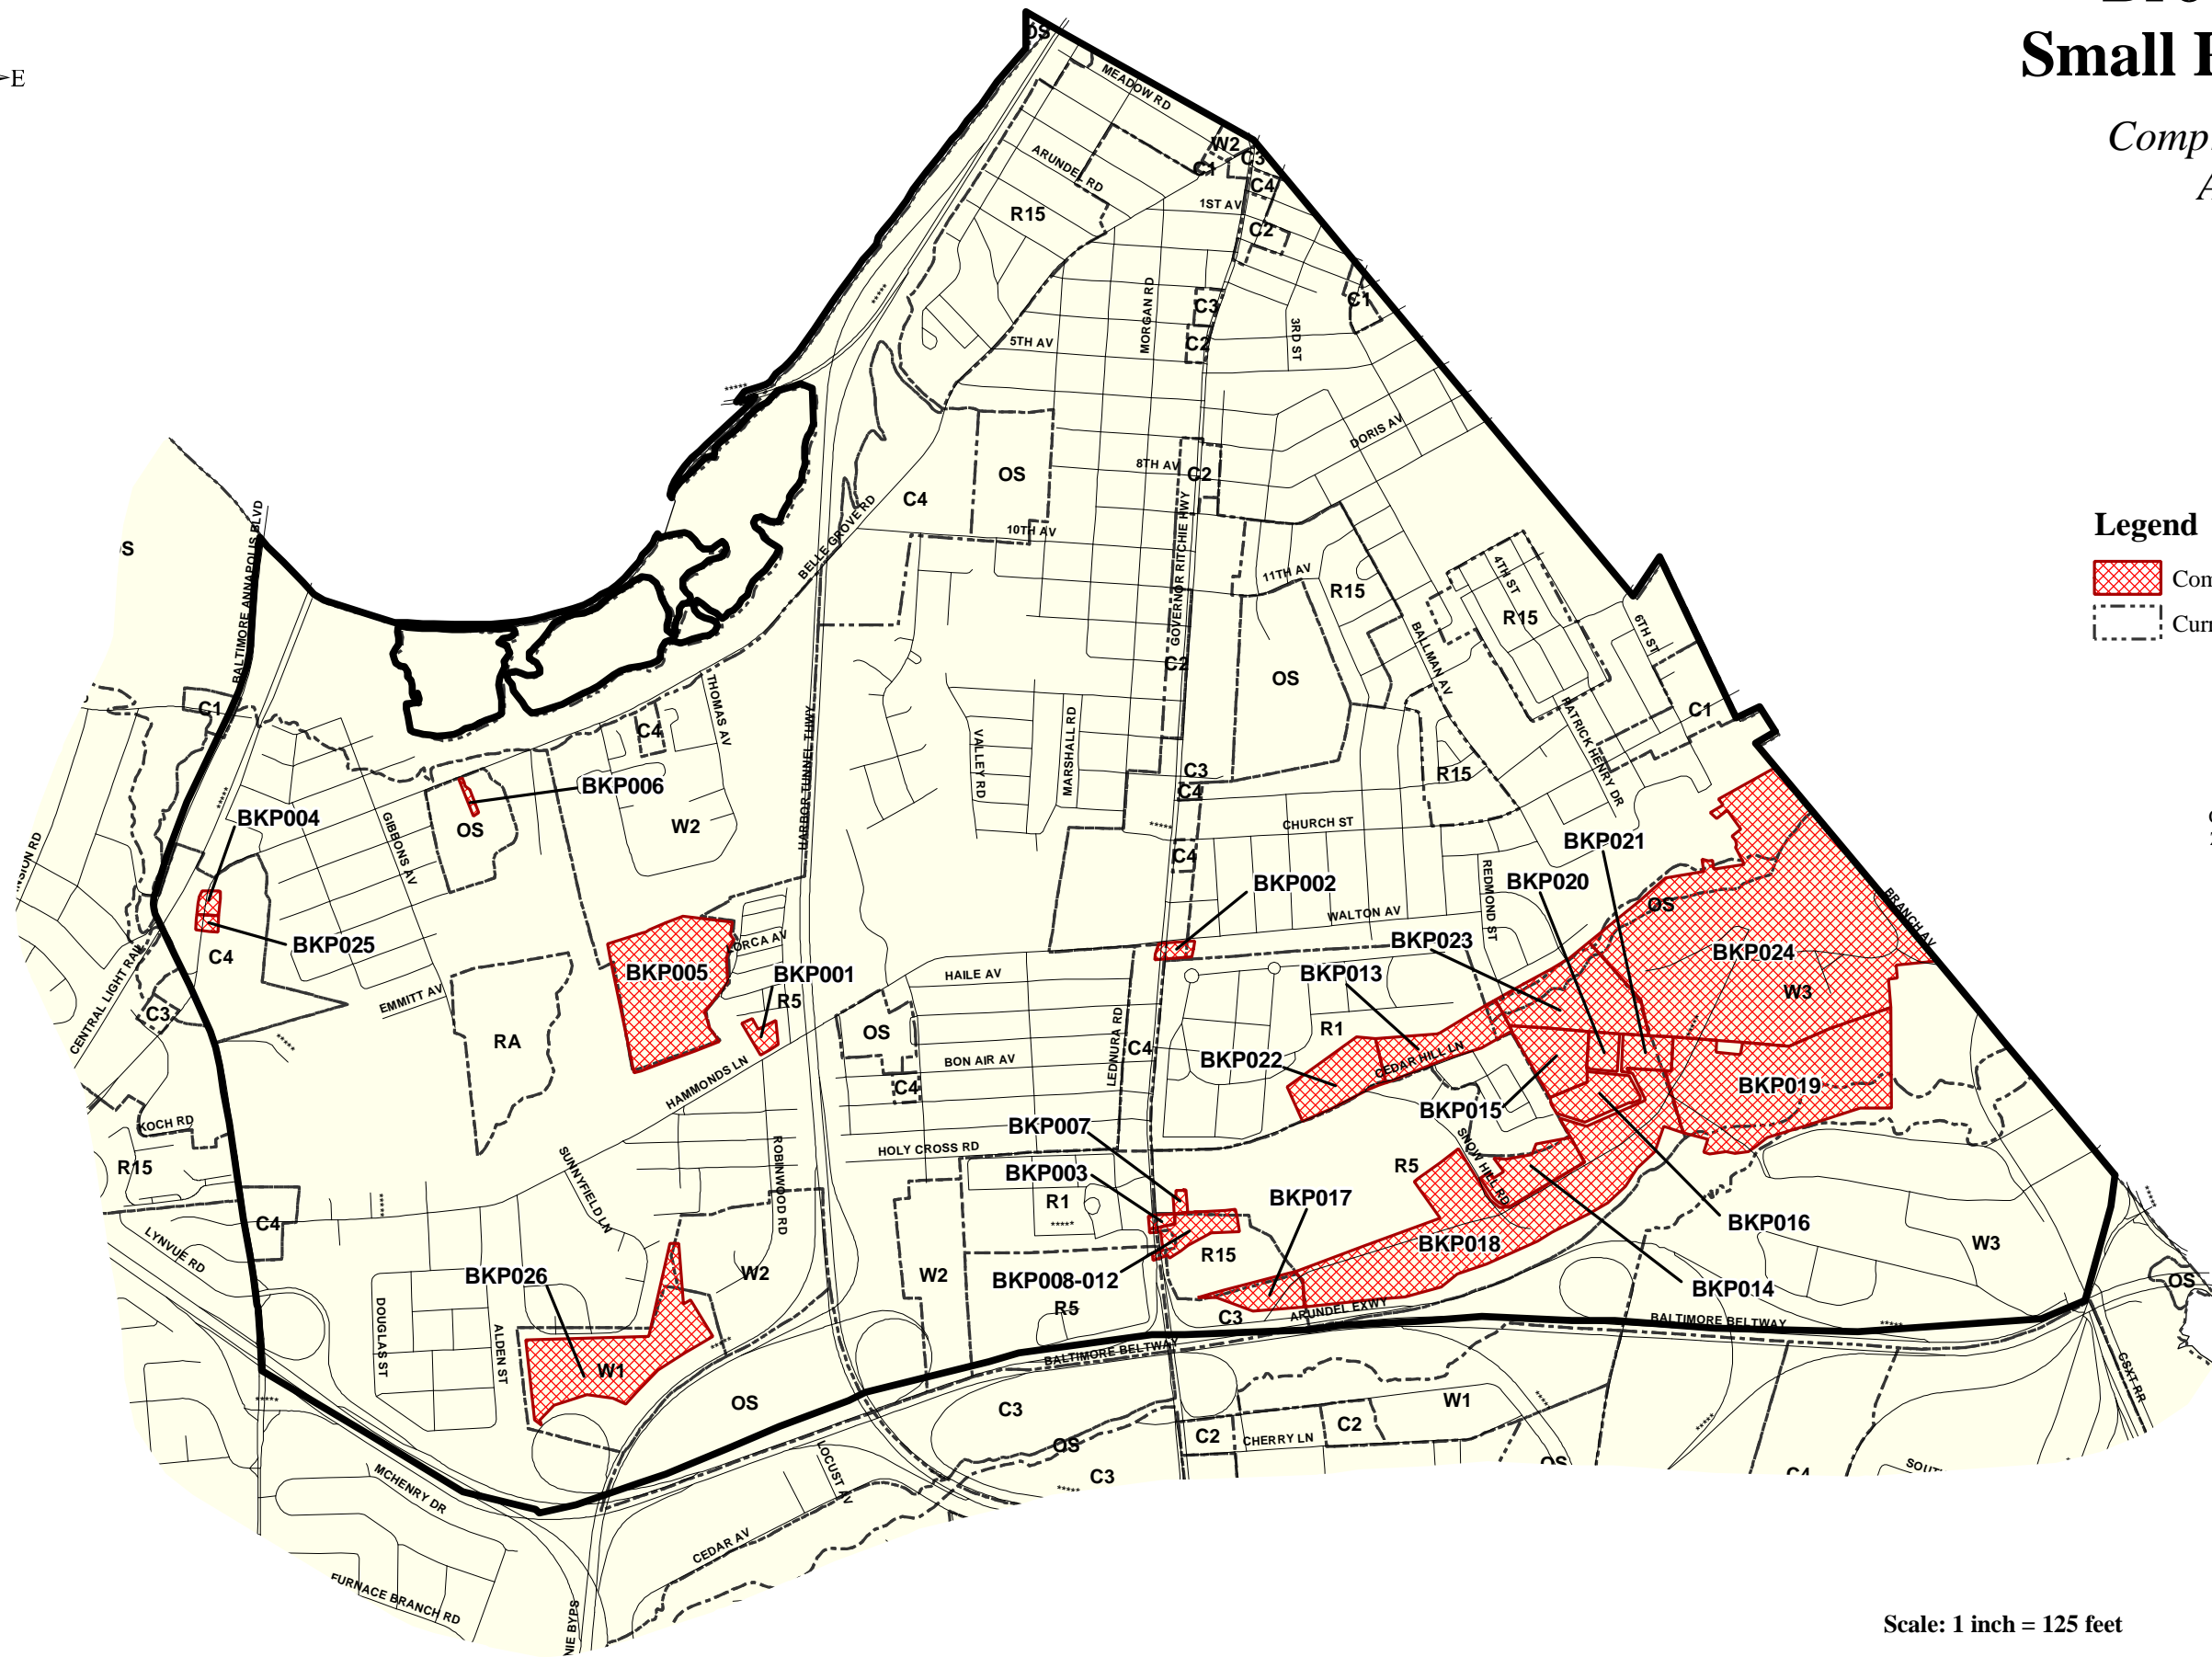 E
Small
Legend
Scale: 1 inch = 125 feet
OS
MEADOW RD
W2
C3
C1
C4
ARUNDEL RD
1ST AV
R15
C2
C1
C3
MORGAN RD
3RD ST
5TH AV
C2
DORIS AV
8TH AV
C2
OS
C4
10TH AV
BELLE GROVE RD
GOVERNOR RITCHIE HWY
11TH AV
R15
4TH ST
R15
6TH ST
BALLMAN AV
C2
OS
PATRICK HENRY DR
C1
BALTIMORE ANNAPOLIS BLVD
C1
THOMAS AV
C4
HARBOR TUNNEL THWY
VALLEY RD
MARSHALL RD
C3
C4
R15
BKP006
BKP004
OS
W2
GIBBONS AV
CHURCH ST
BKP021
C4
BKP002
REDMOND ST
BKP020
OS
BRANCH AV
WALTON AV
BKP025
C4
BKP023
BKP024
LORCA AV
BKP005
BKP001
HAILE AV
BKP013
W3
R5
EMMITT AV
C3
CENTRAL LIGHT RAIL
RA
OS
LEDNURA RD
R1
C4
BON AIR AV
BKP022
CEDAR HILL LN
C4
HAMMONDS LN
BKP019
BKP015
KOCH RD
BKP007
HOLY CROSS RD
SNOW HILL RD
R15
SUNNYFIELD LN
ROBINWOOD RD
BKP003
R5
R1
BKP017
BKP016
C4
LYNVUE RD
BKP018
W3
R15
BKP026
W2
W2
BKP008-012
BKP014
OS
R5
C3
ARUNDEL EXWY
BALTIMORE BELTWAY
DOUGLAS ST
ALDEN ST
BALTIMORE BELTWAY
W1
CSXT RR
OS
C3
W1
C2
C2
CHERRY LN
OS
C3
OS
C4
LOCUST AV
MCHENRY DR
CEDAR AV
FURNACE BRANCH RD